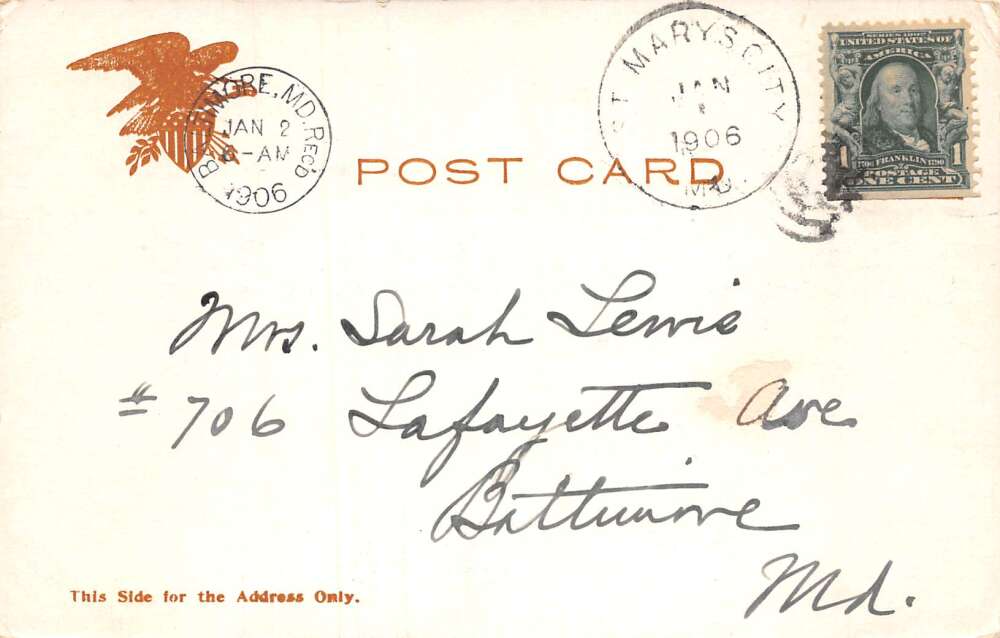 BALTIMORE, MD. REC'D
JAN 2
8-AM
1906
ST. MARYS CITY
JAN
1
1906
MD.
SERIES 1902
UNITED STATES OF
AMERICA
1706 FRANKLIN 1790
1 1
POSTAGE
ONE CENT
POST CARD
Mrs. Sarah Lewis
# 706 Lafayette Ave
Baltimore
Md.
This Side for the Address Only.